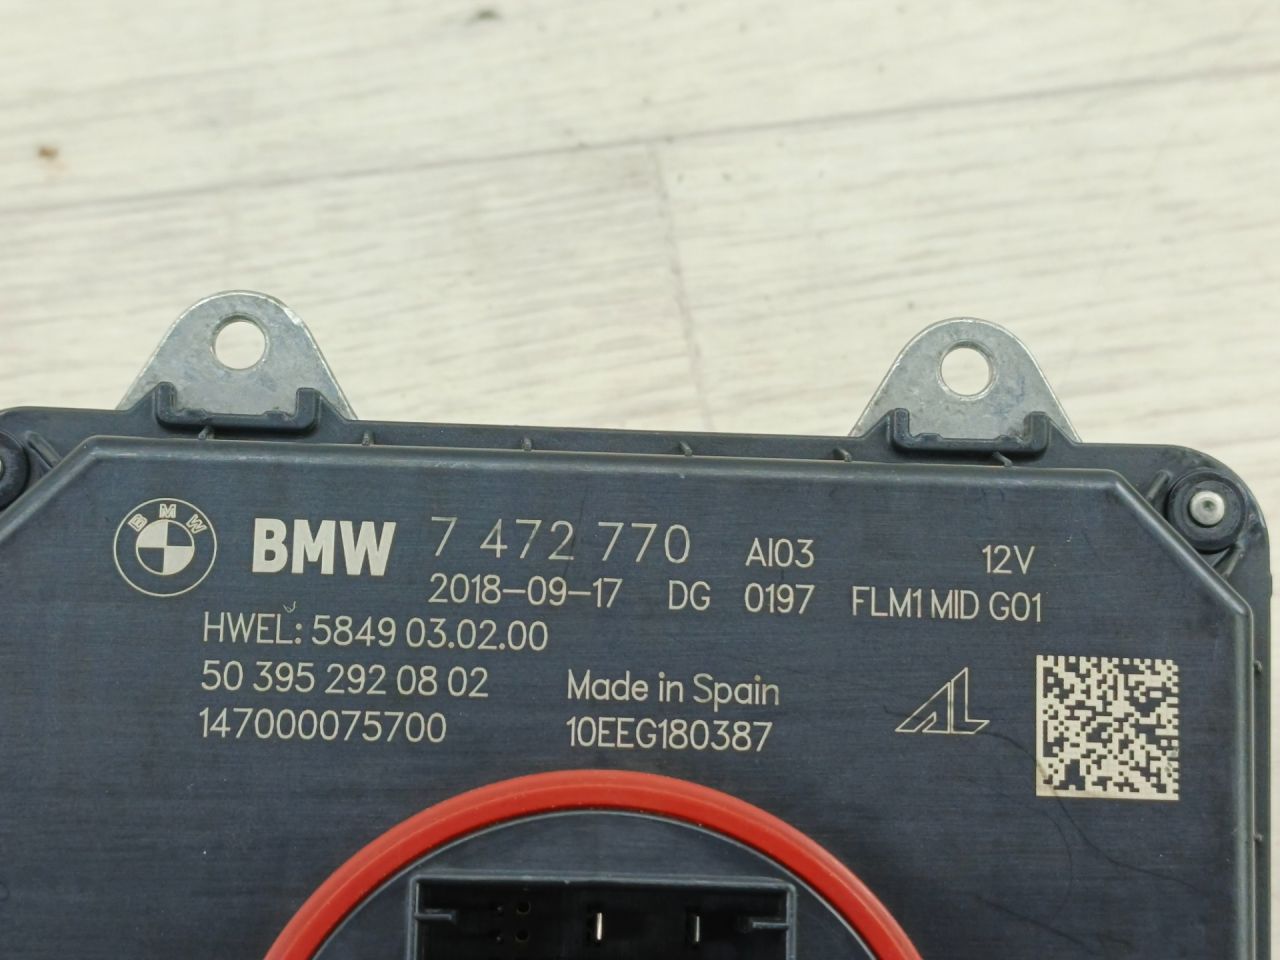 BMW
BMW 7 472 770 AI03 12V
2018-09-17 DG 0197 FLM1 MID G01
HWEL: 5849 03.02.00
50 395 292 08 02 Made in Spain
147000075700 10EEG180387
AL